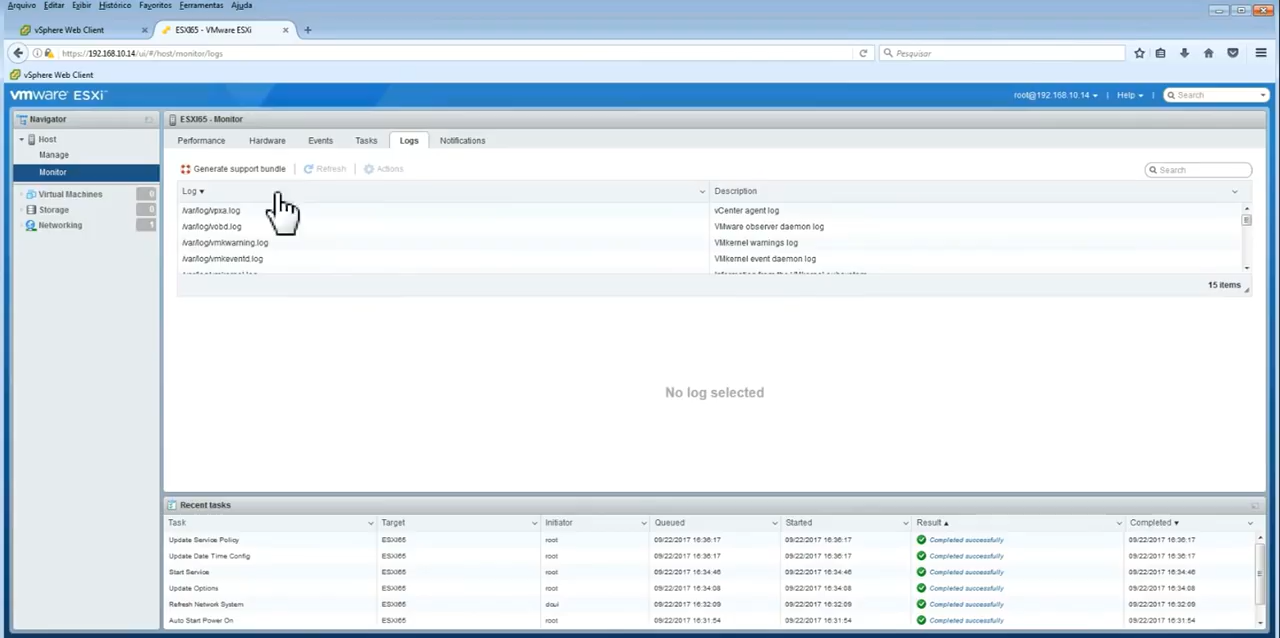 Arquivo Editar Exibir Histórico Favoritos Ferramentas Ajuda
vSphere Web Client
ESXI65 - VMware ESXi
https://192.168.10.14/ui/#/host/monitor/logs
Pesquisar
vSphere Web Client
vmware ESXi
root@192.168.10.14 | Help | Search
Navigator
Host
Manage
Monitor
Virtual Machines 0
Storage 0
Networking 1
ESXI65 - Monitor
Performance Hardware Events Tasks Logs Notifications
Generate support bundle | Refresh | Actions
Search
Log Description
/var/log/vpxa.log vCenter agent log
/var/log/vobd.log VMware observer daemon log
/var/log/vmkwarning.log VMkernel warnings log
/var/log/vmkeventd.log VMkernel event daemon log
15 items
No log selected
Recent tasks
Task Target Initiator Queued Started Result Completed
Update Service Policy ESXI65 root 09/22/2017 16:36:17 09/22/2017 16:36:17 Completed successfully 09/22/2017 16:36:17
Update Date Time Config ESXI65 root 09/22/2017 16:36:17 09/22/2017 16:36:17 Completed successfully 09/22/2017 16:36:17
Start Service ESXI65 root 09/22/2017 16:34:46 09/22/2017 16:34:46 Completed successfully 09/22/2017 16:34:46
Update Options ESXI65 root 09/22/2017 16:34:08 09/22/2017 16:34:08 Completed successfully 09/22/2017 16:34:08
Refresh Network System ESXI65 dcui 09/22/2017 16:32:09 09/22/2017 16:32:09 Completed successfully 09/22/2017 16:32:09
Auto Start Power On ESXI65 root 09/22/2017 16:31:54 09/22/2017 16:31:54 Completed successfully 09/22/2017 16:31:54